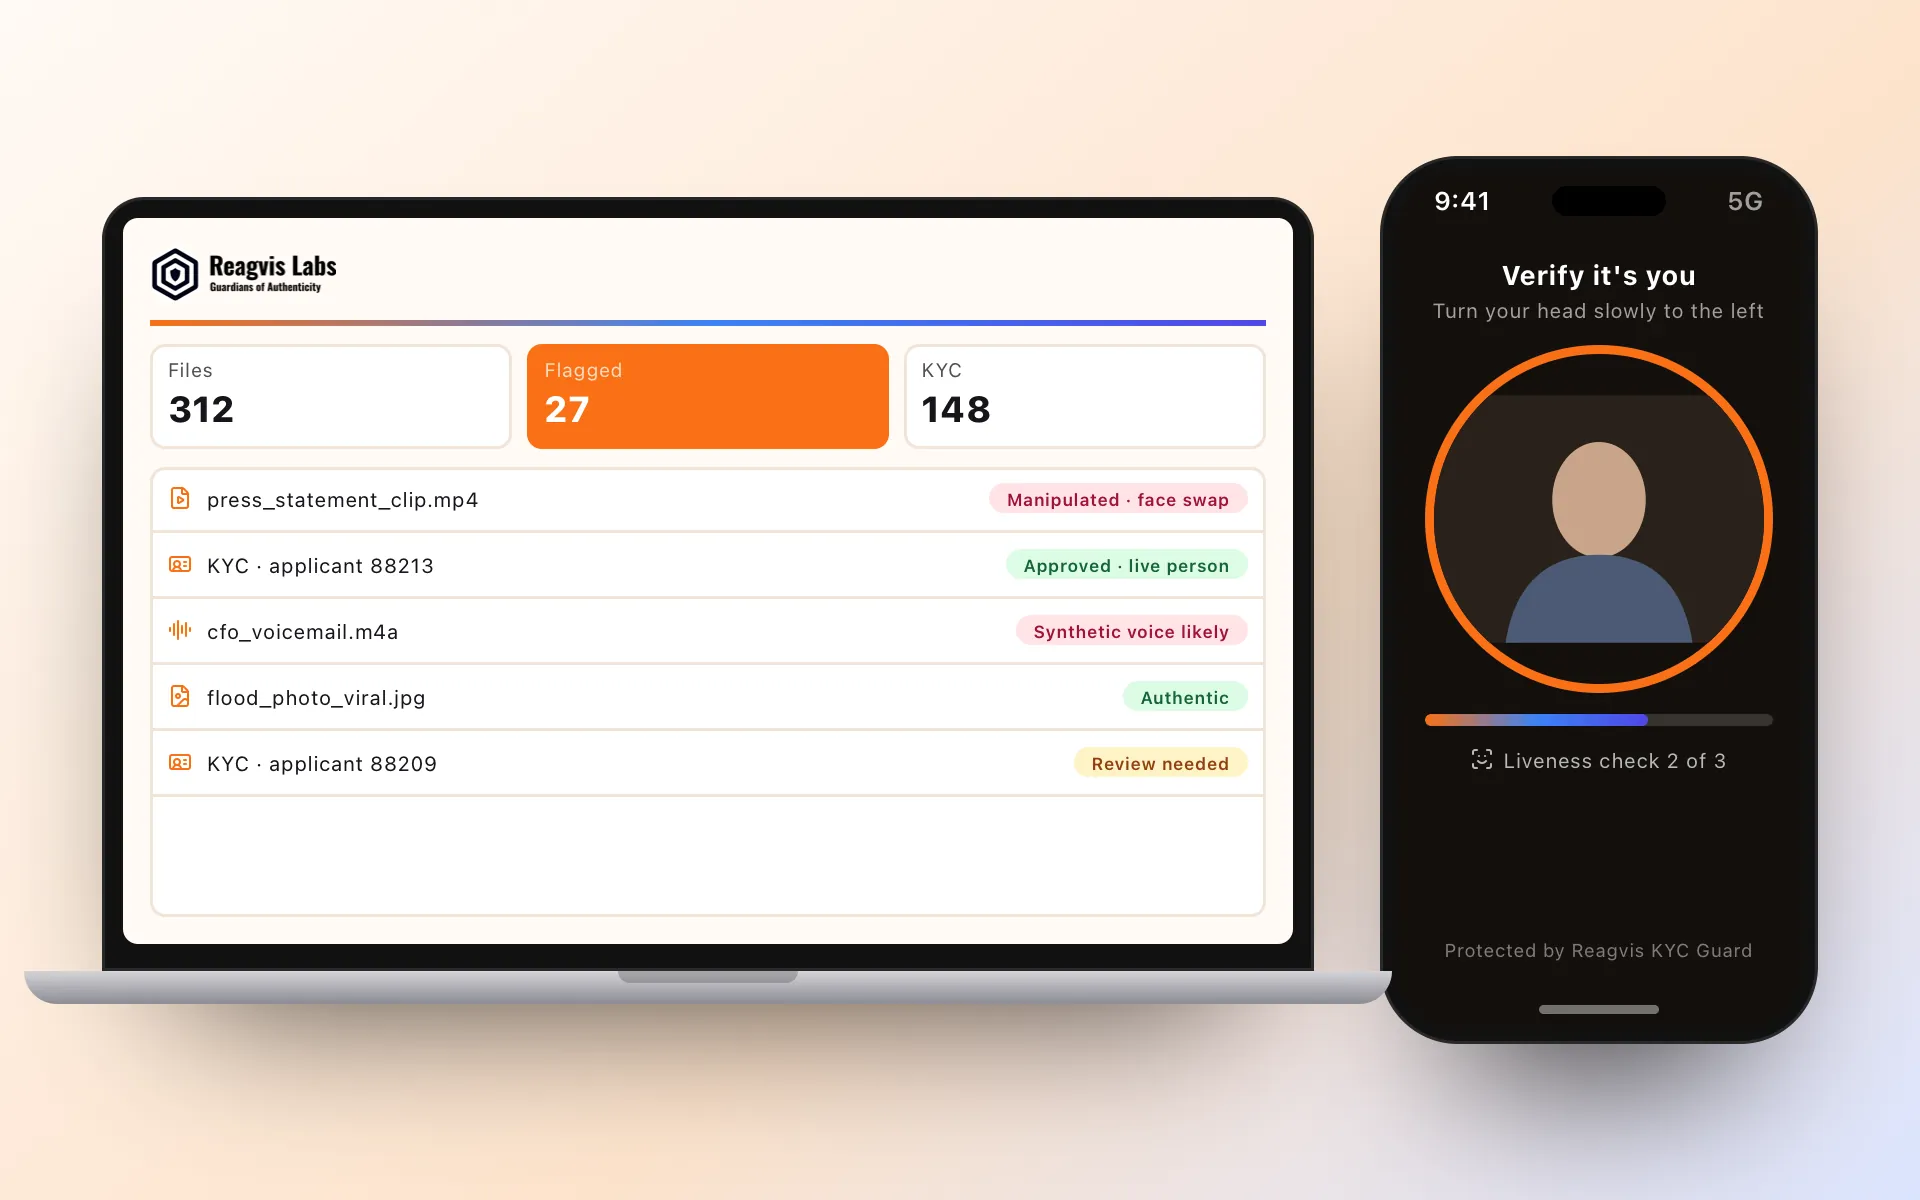 Reagvis Labs
Guardians of Authenticity
Files
312
Flagged
27
KYC
148
press_statement_clip.mp4
Manipulated · face swap
KYC · applicant 88213
Approved · live person
cfo_voicemail.m4a
Synthetic voice likely
flood_photo_viral.jpg
Authentic
KYC · applicant 88209
Review needed
9:41
5G
Verify it's you
Turn your head slowly to the left
Liveness check 2 of 3
Protected by Reagvis KYC Guard